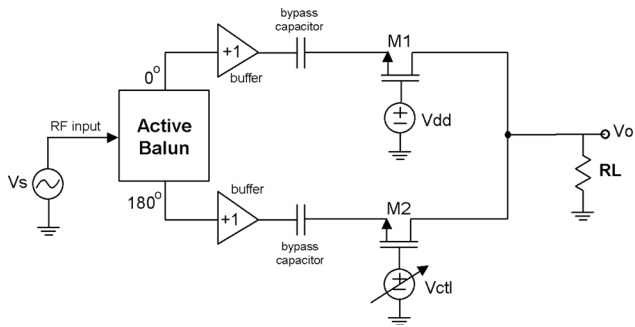 bypass
capacitor
M1
+1
0°
buffer
Vdd
RF input
Active
Balun
Vs
Vo
RL
180°
buffer
M2
+1
bypass
capacitor
Vctl